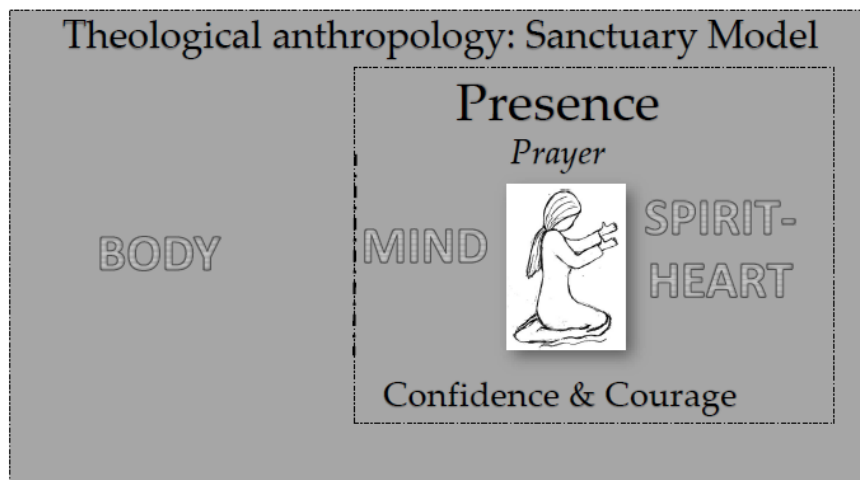 Theological anthropology: Sanctuary Model
Presence
Prayer
BODY
MIND
SPIRIT-
HEART
Confidence & Courage